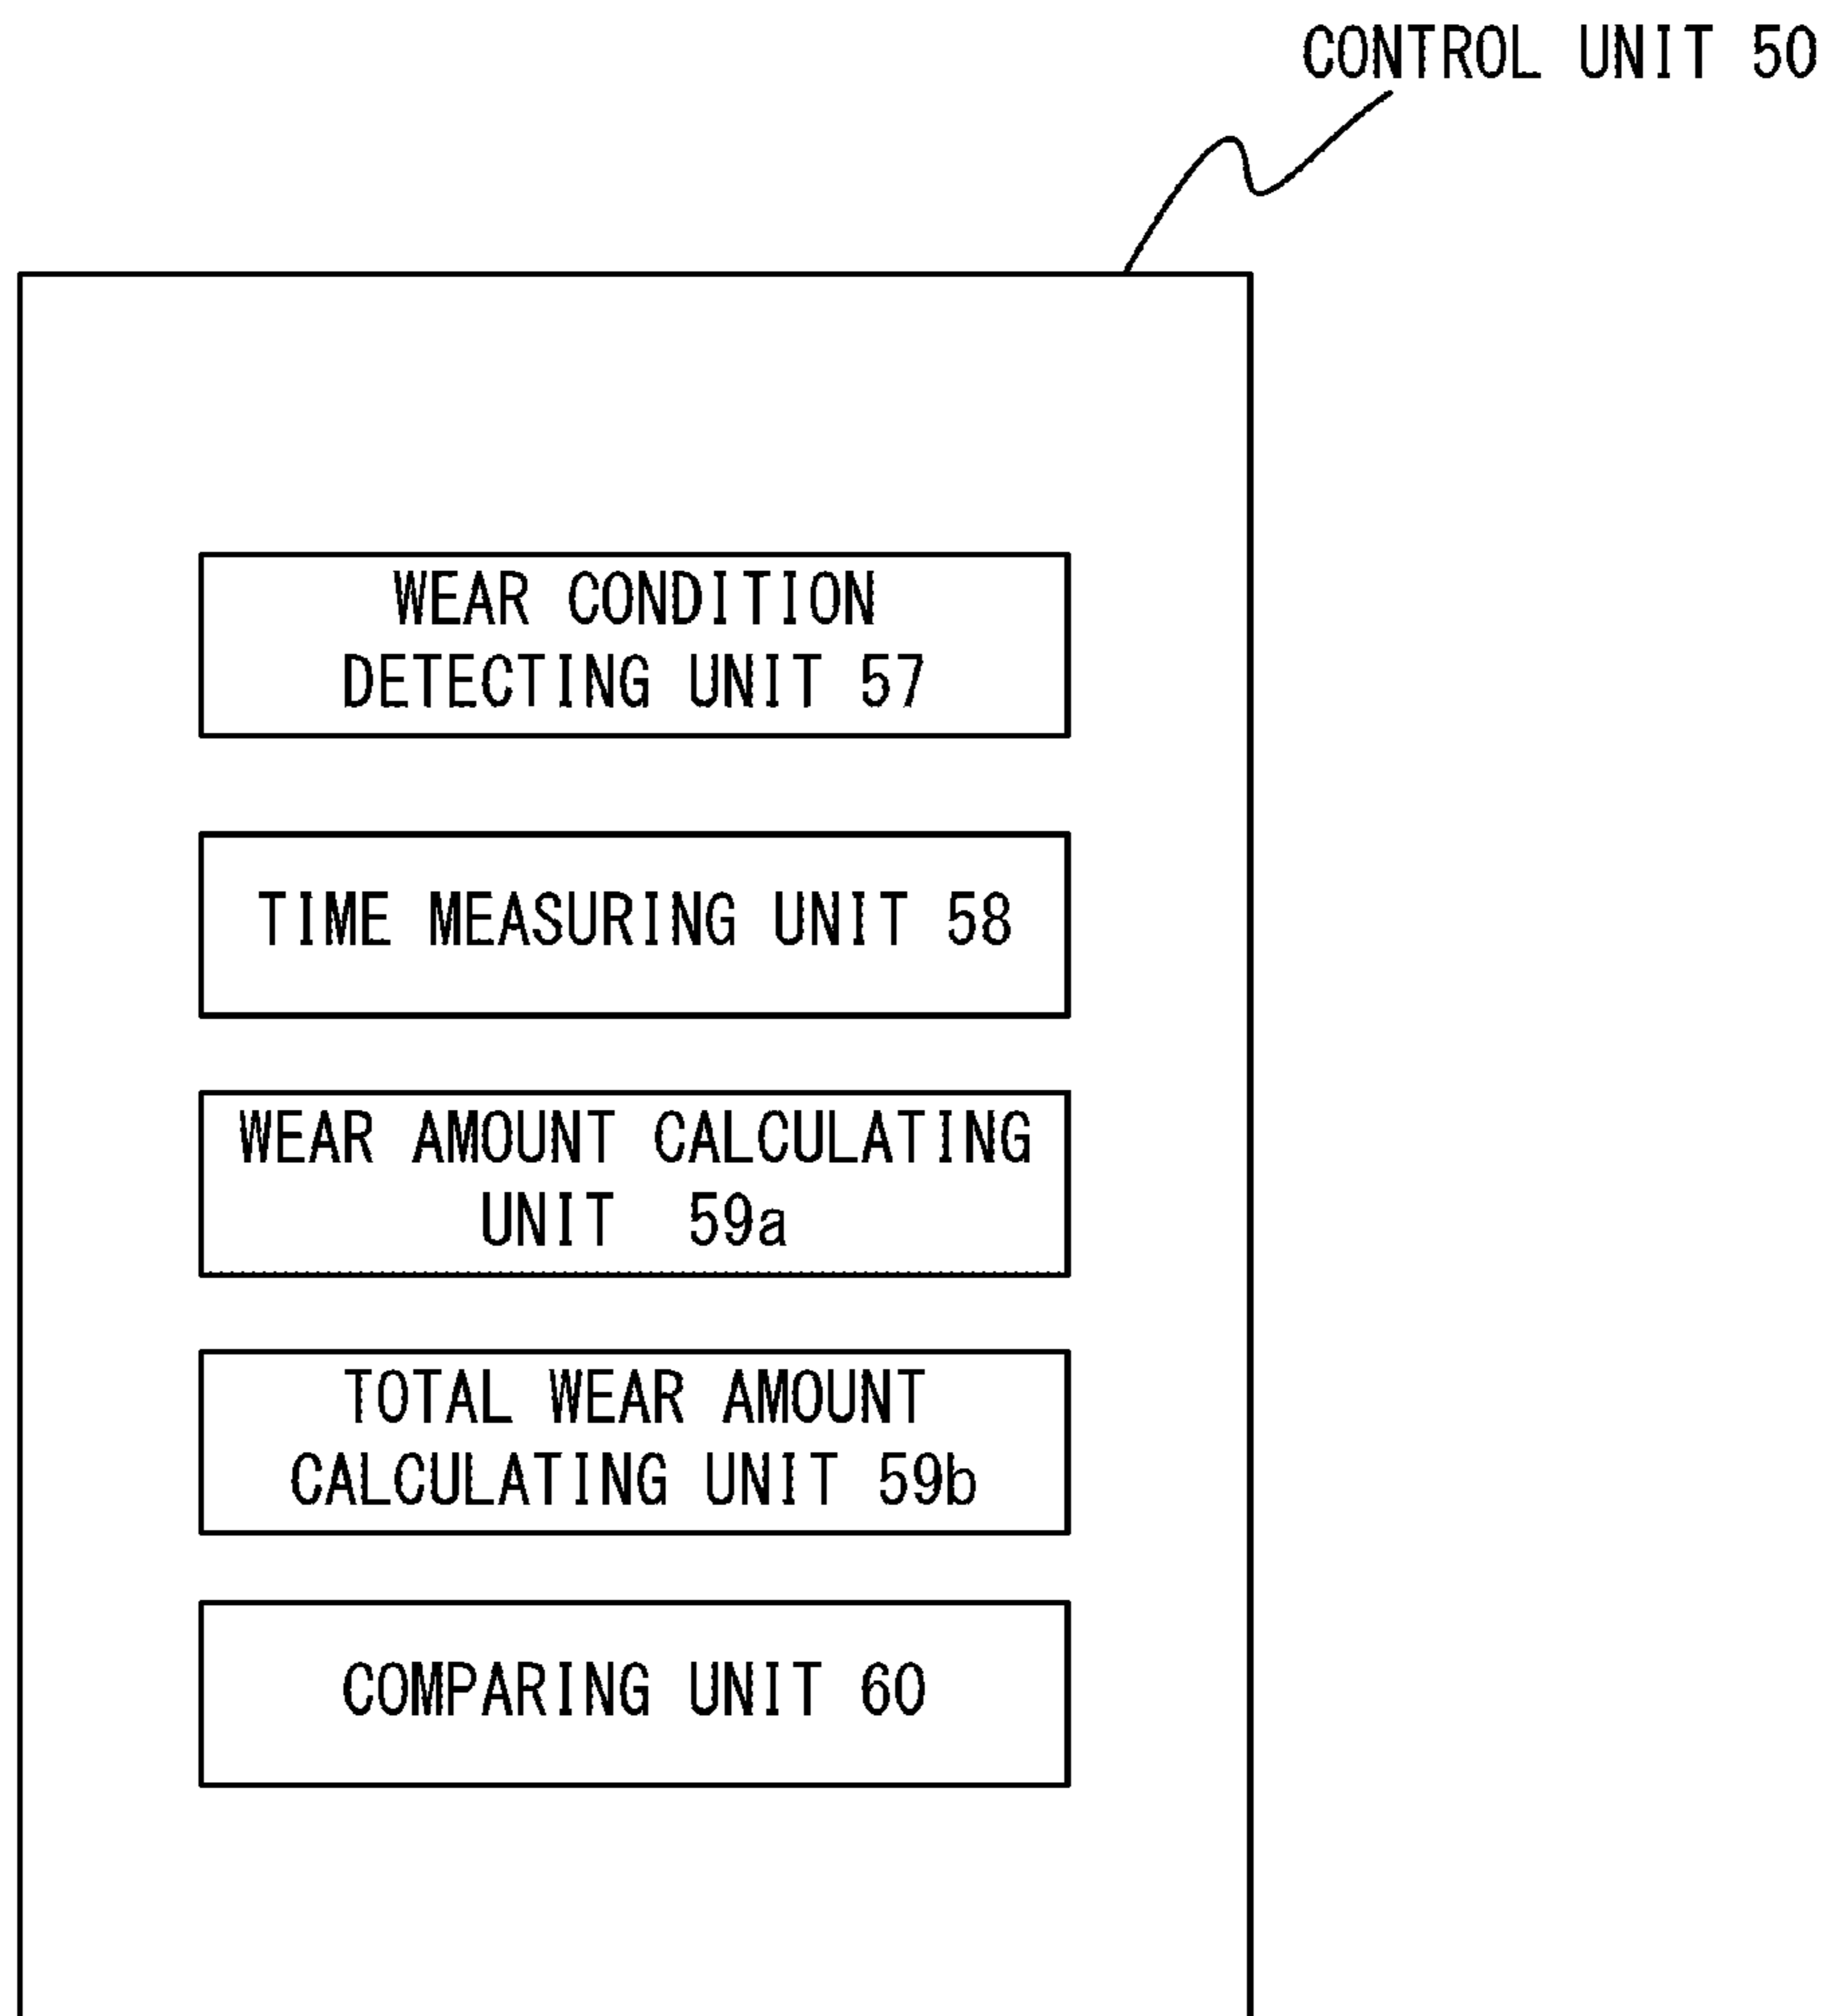 CONTROL UNIT 50
WEAR CONDITION
DETECTING UNIT 57
TIME MEASURING UNIT 58
WEAR AMOUNT CALCULATING
UNIT 59a
TOTAL WEAR AMOUNT
CALCULATING UNIT 59b
COMPARING UNIT 60